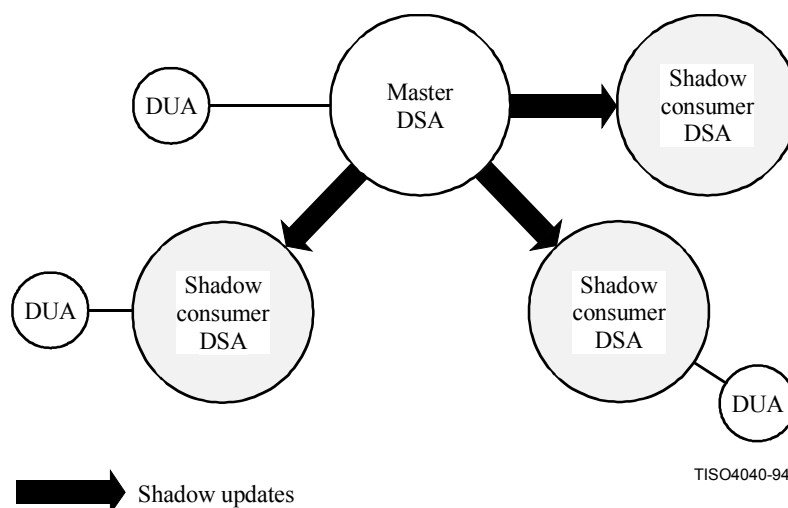 DUA
Master
DSA
Shadow
consumer
DSA
DUA
Shadow
consumer
DSA
Shadow
consumer
DSA
DUA
TISO4040-94
Shadow updates